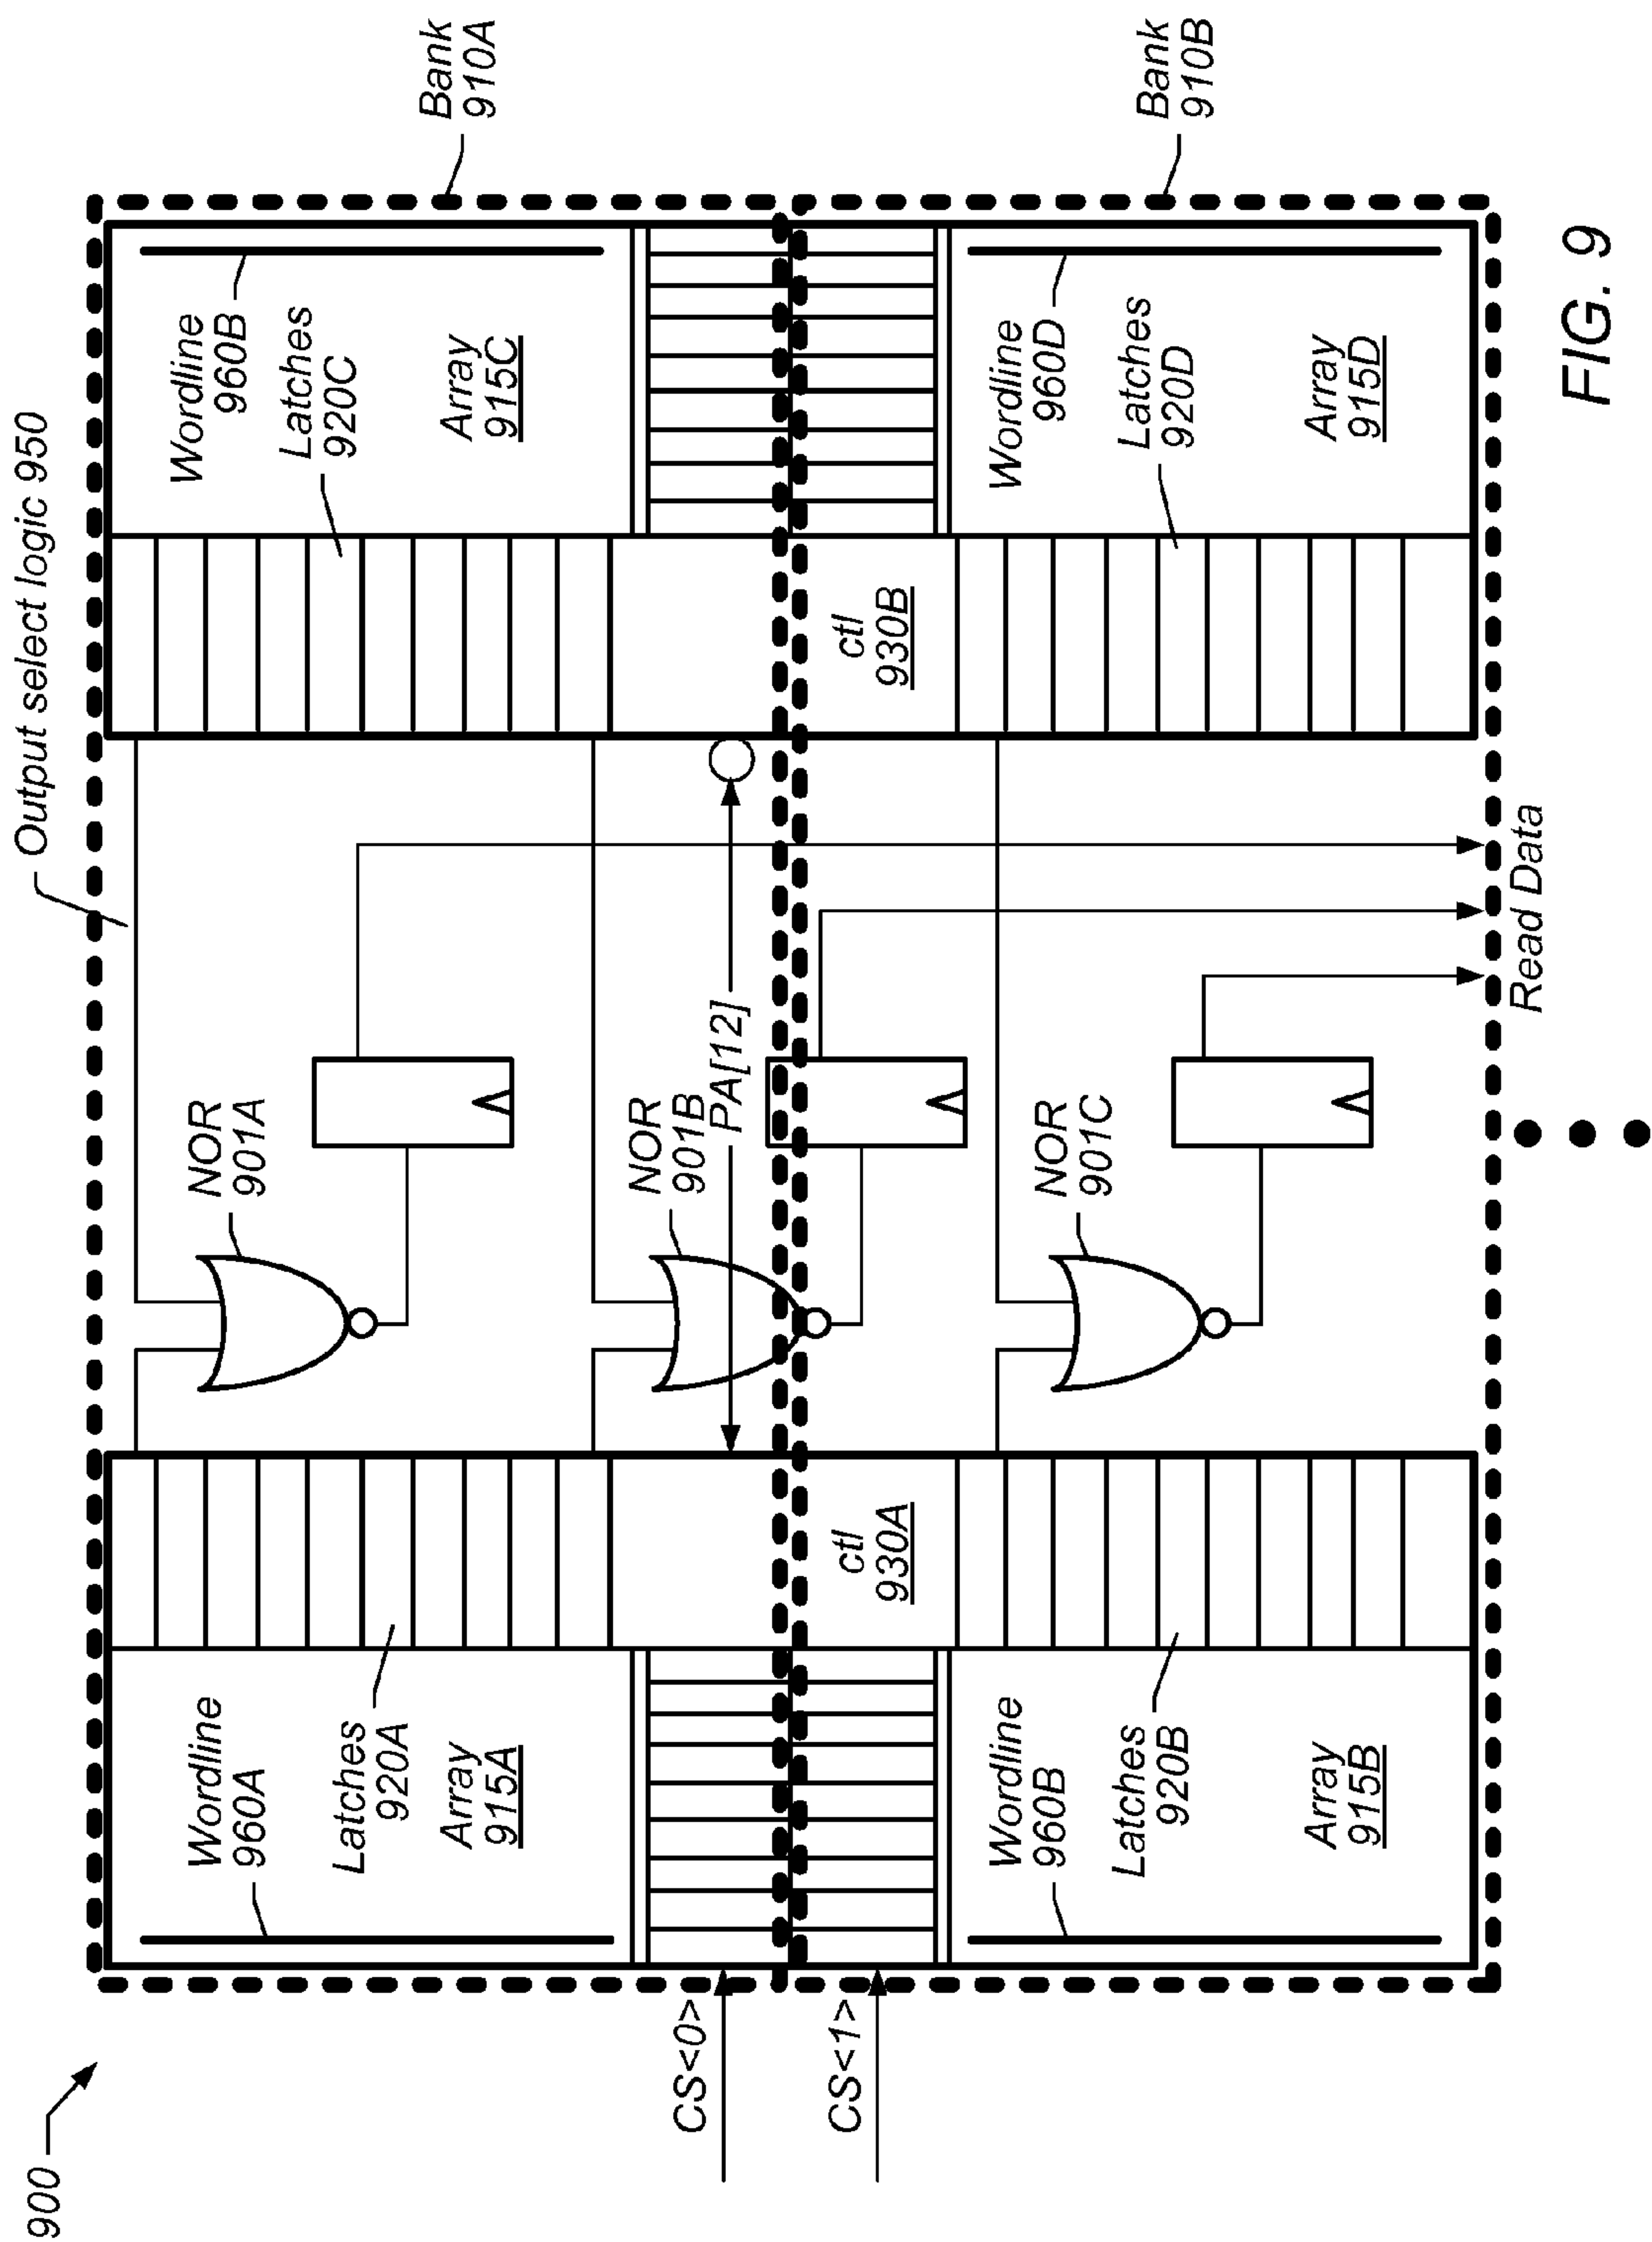 900
Output select logic 950
Wordline
960A
Latches
920A
Array
915A
NOR
901A
Wordline
960B
Latches
920C
Array
915C
Bank
910A
CS<0>
NOR
901B
PA[12]
CS<1>
ctl
930A
ctl
930B
Wordline
960B
Latches
920B
Array
915B
NOR
901C
Wordline
960D
Latches
920D
Array
915D
Bank
910B
Read Data
FIG. 9